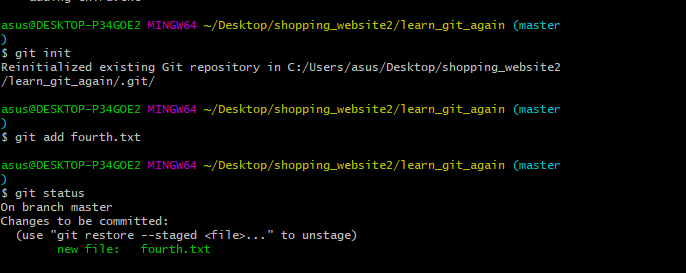 asus@DESKTOP-P34GOE2 MINGW64 ~/Desktop/shopping_website2/learn_git_again (master
)
$ git init
Reinitialized existing Git repository in C:/Users/asus/Desktop/shopping_website2
/learn_git_again/.git/
asus@DESKTOP-P34GOE2 MINGW64 ~/Desktop/shopping_website2/learn_git_again (master
)
$ git add fourth.txt
asus@DESKTOP-P34GOE2 MINGW64 ~/Desktop/shopping_website2/learn_git_again (master
)
$ git status
On branch master
Changes to be committed:
  (use "git restore --staged <file>..." to unstage)
        new file:   fourth.txt